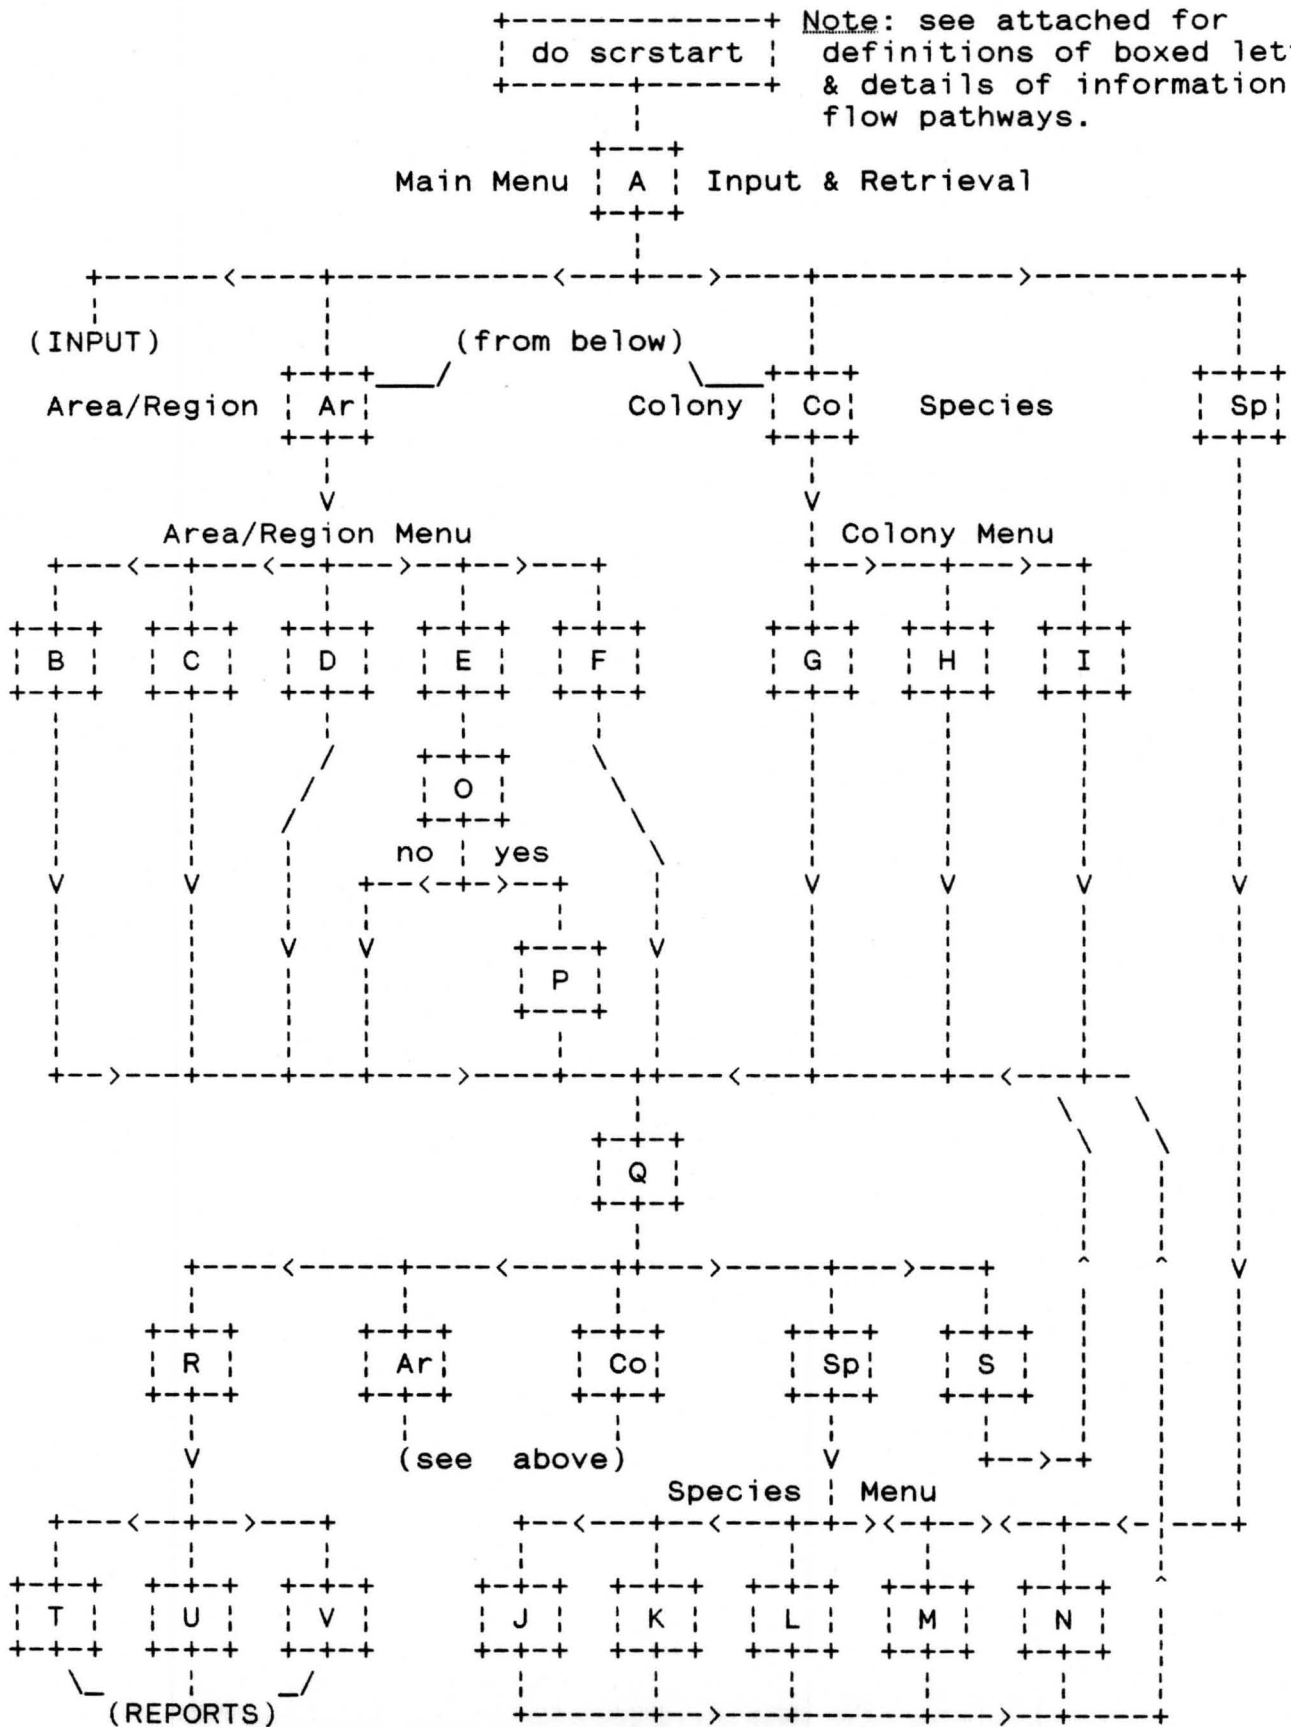 do scrstart
Note: see attached for
definitions of boxed let
& details of information
flow pathways.
Main Menu A Input & Retrieval
(INPUT)
(from below)
Area/Region Ar Colony Co Species Sp
Area/Region Menu Colony Menu
B C D E F G H I
O
no yes
P
Q
R Ar Co Sp S
(see above)
Species Menu
T U V J K L M N
(REPORTS)